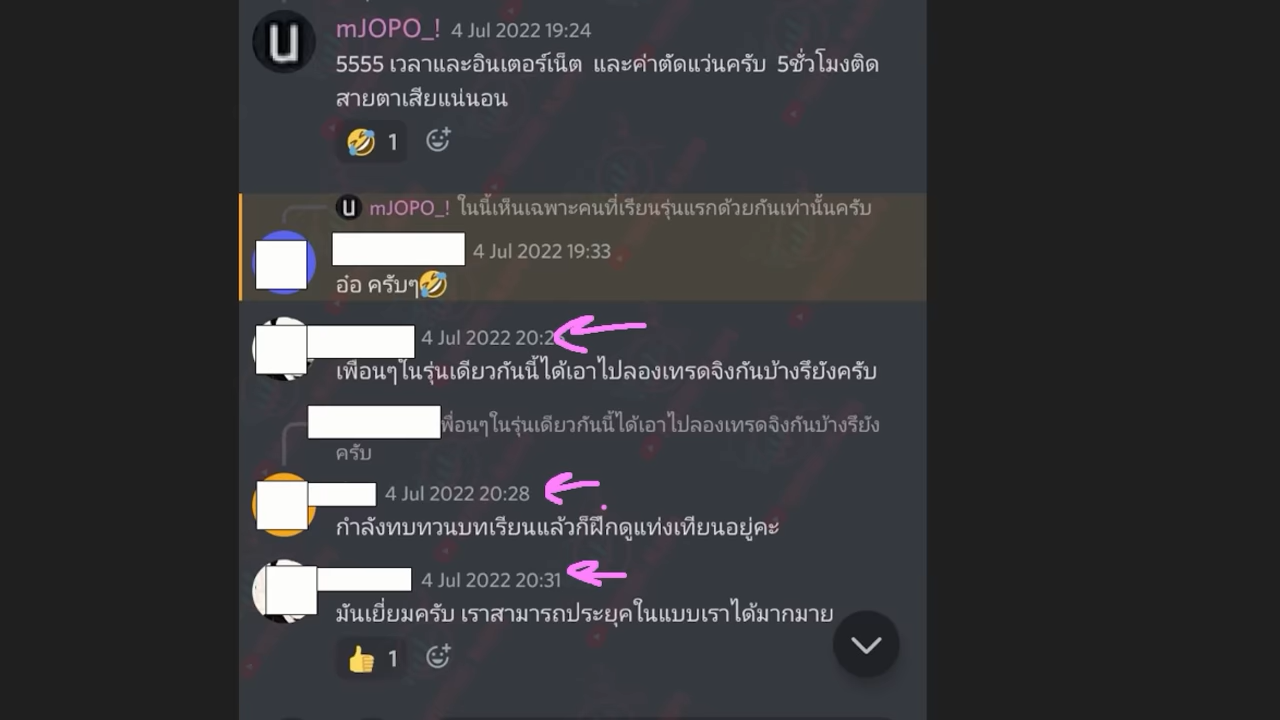 mJOPO_! 4 Jul 2022 19:24
5555 เวลาและอินเตอร์เน็ต และค่าตัดแว่นครับ 5ชั่วโมงติด
สายตาเสียแน่นอน
🤣 1
U mJOPO_! ในนี้เห็นเฉพาะคนที่เรียนรุ่นแรกด้วยกันเท่านั้นครับ
4 Jul 2022 19:33
อ๋อ ครับๆ🤣
4 Jul 2022
เพื่อนๆในรุ่นเดียวกันนี้ได้เอาไปลองเทรดจิงกันบ้างรึยังครับ
พื่อนๆในรุ่นเดียวกันนี้ได้เอาไปลองเทรดจิงกันบ้างรึยัง
ครับ
4 Jul 2022 20:28
กำลังทบทวนบทเรียนแล้วก็ฝึกดูแท่งเทียนอยู่คะ
4 Jul 2022 20:31
มันเยี่ยมครับ เราสามารถประยุคในแบบเราได้มากมาย
👍 1